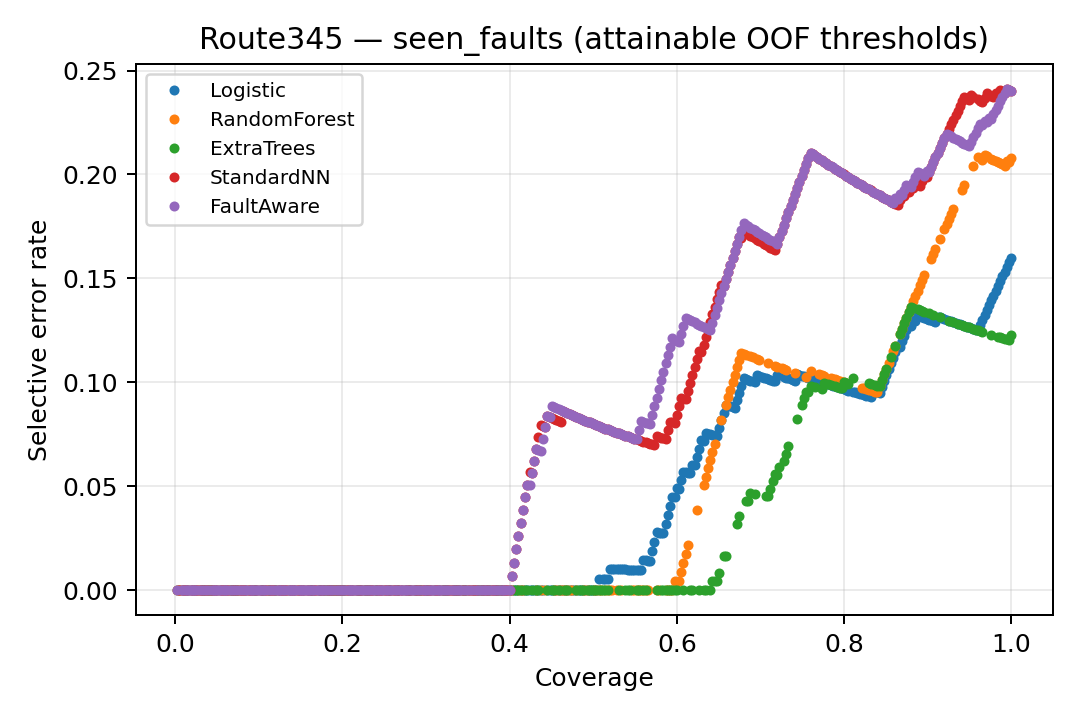 Route345 — seen_faults (attainable OOF thresholds)
0.25
0.20
0.15
0.10
0.05
0.00
Selective error rate
Logistic
RandomForest
ExtraTrees
StandardNN
FaultAware
0.0 0.2 0.4 0.6 0.8 1.0
Coverage